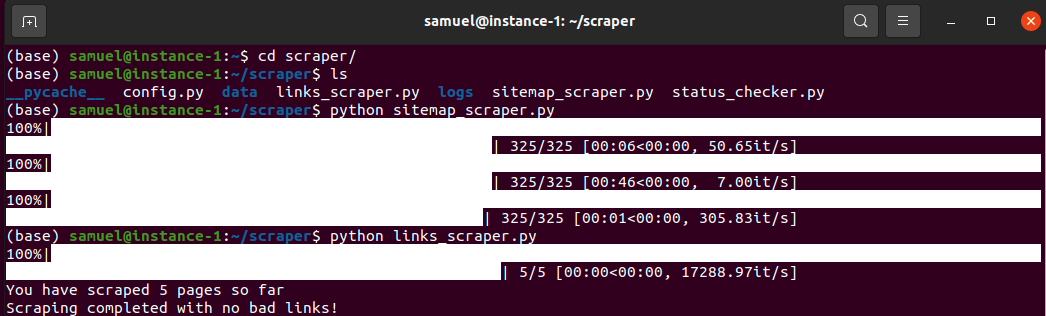 samuel@instance-1: ~/scraper
(base) samuel@instance-1:~$ cd scraper/
(base) samuel@instance-1:~/scraper$ ls
__pycache__  config.py  data  links_scraper.py  logs  sitemap_scraper.py  status_checker.py
(base) samuel@instance-1:~/scraper$ python sitemap_scraper.py
100%|
| 325/325 [00:06<00:00, 50.65it/s]
100%|
| 325/325 [00:46<00:00,  7.00it/s]
100%|
| 325/325 [00:01<00:00, 305.83it/s]
(base) samuel@instance-1:~/scraper$ python links_scraper.py
100%|
| 5/5 [00:00<00:00, 17288.97it/s]
You have scraped 5 pages so far
Scraping completed with no bad links!